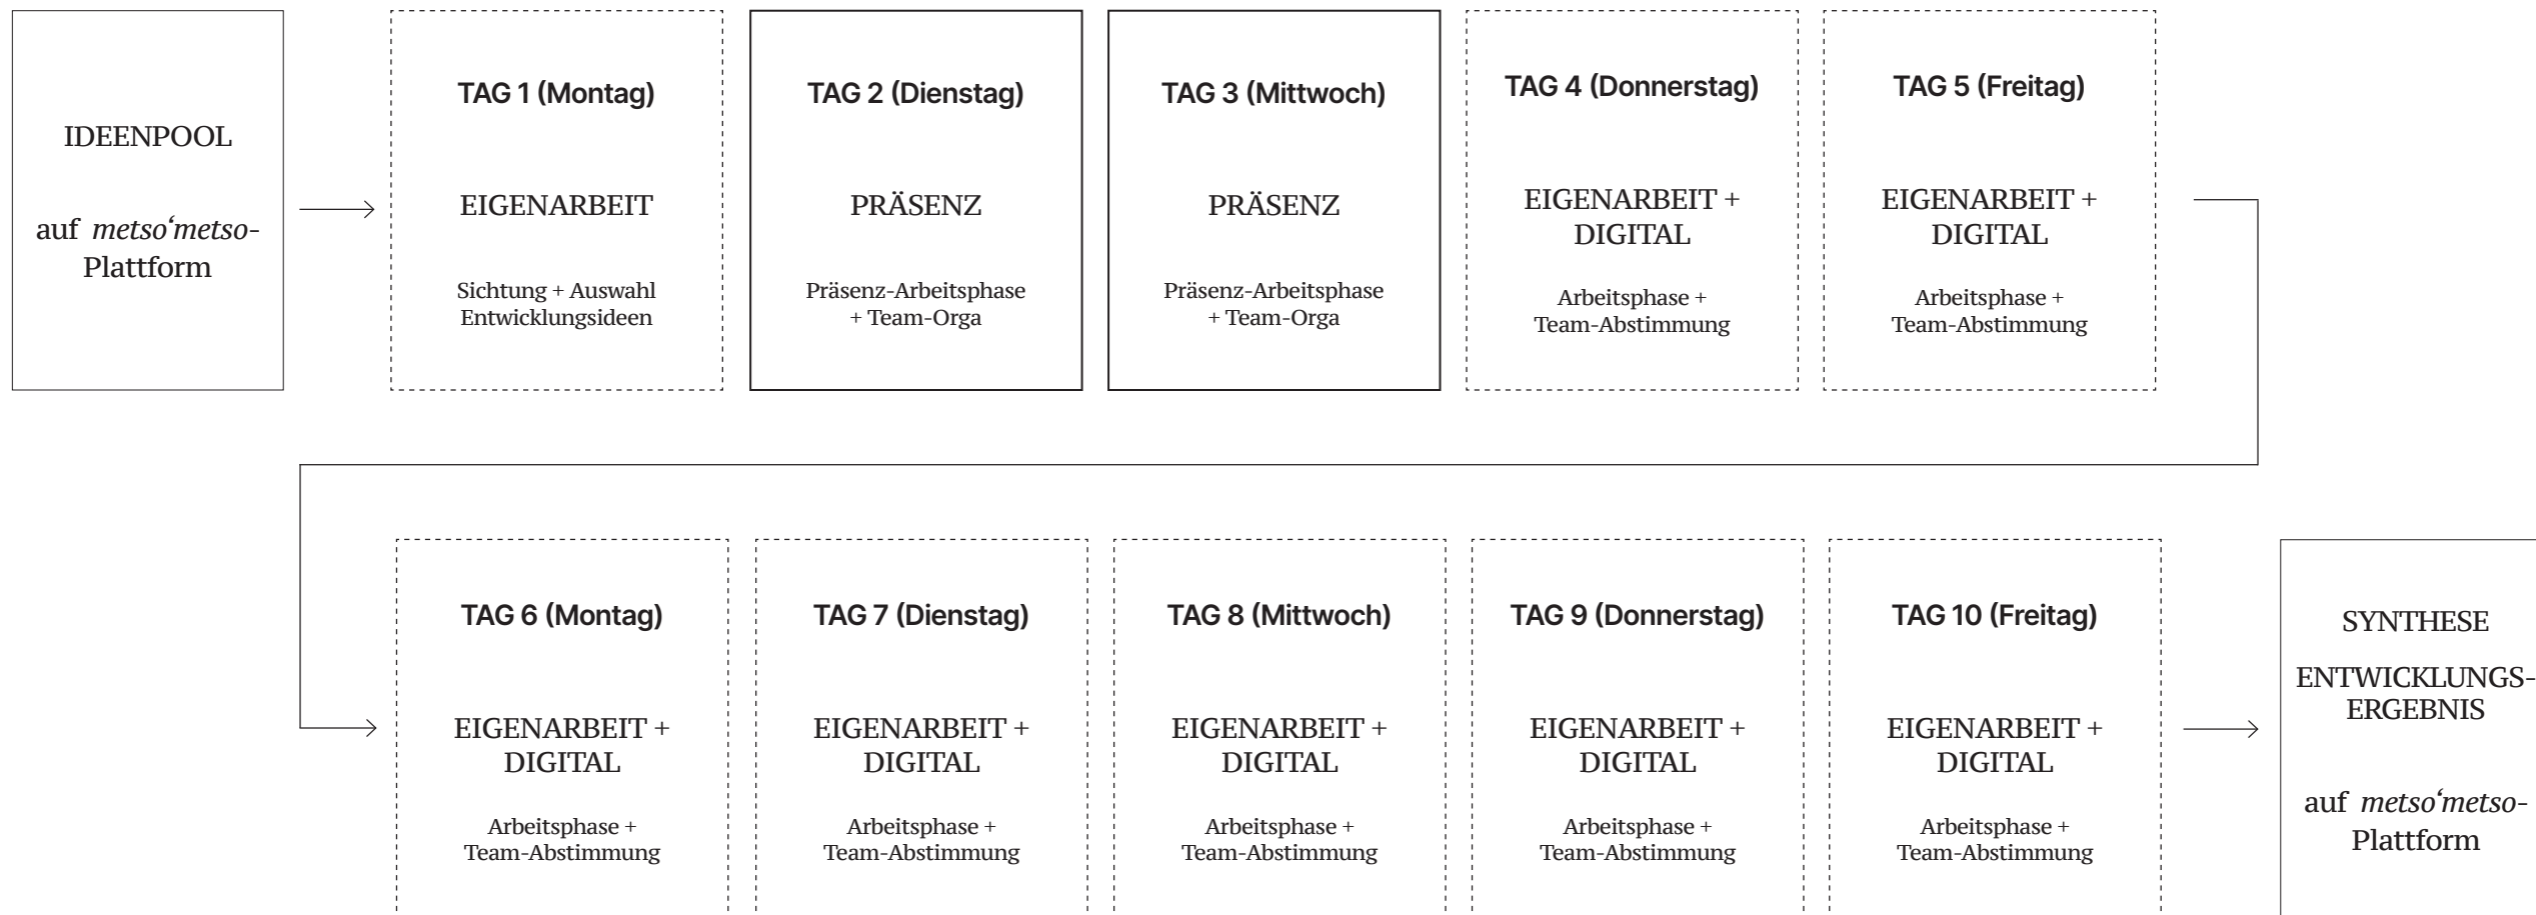 IDEENPOOL
auf metso‘metso-
Plattform
TAG 1 (Montag)
EIGENARBEIT
Sichtung + Auswahl
Entwicklungsideen
TAG 2 (Dienstag)
PRÄSENZ
Präsenz-Arbeitsphase
+ Team-Orga
TAG 3 (Mittwoch)
PRÄSENZ
Präsenz-Arbeitsphase
+ Team-Orga
TAG 4 (Donnerstag)
EIGENARBEIT +
DIGITAL
Arbeitsphase +
Team-Abstimmung
TAG 5 (Freitag)
EIGENARBEIT +
DIGITAL
Arbeitsphase +
Team-Abstimmung
TAG 6 (Montag)
EIGENARBEIT +
DIGITAL
Arbeitsphase +
Team-Abstimmung
TAG 7 (Dienstag)
EIGENARBEIT +
DIGITAL
Arbeitsphase +
Team-Abstimmung
TAG 8 (Mittwoch)
EIGENARBEIT +
DIGITAL
Arbeitsphase +
Team-Abstimmung
TAG 9 (Donnerstag)
EIGENARBEIT +
DIGITAL
Arbeitsphase +
Team-Abstimmung
TAG 10 (Freitag)
EIGENARBEIT +
DIGITAL
Arbeitsphase +
Team-Abstimmung
SYNTHESE
ENTWICKLUNGS-
ERGEBNIS
auf metso‘metso-
Plattform